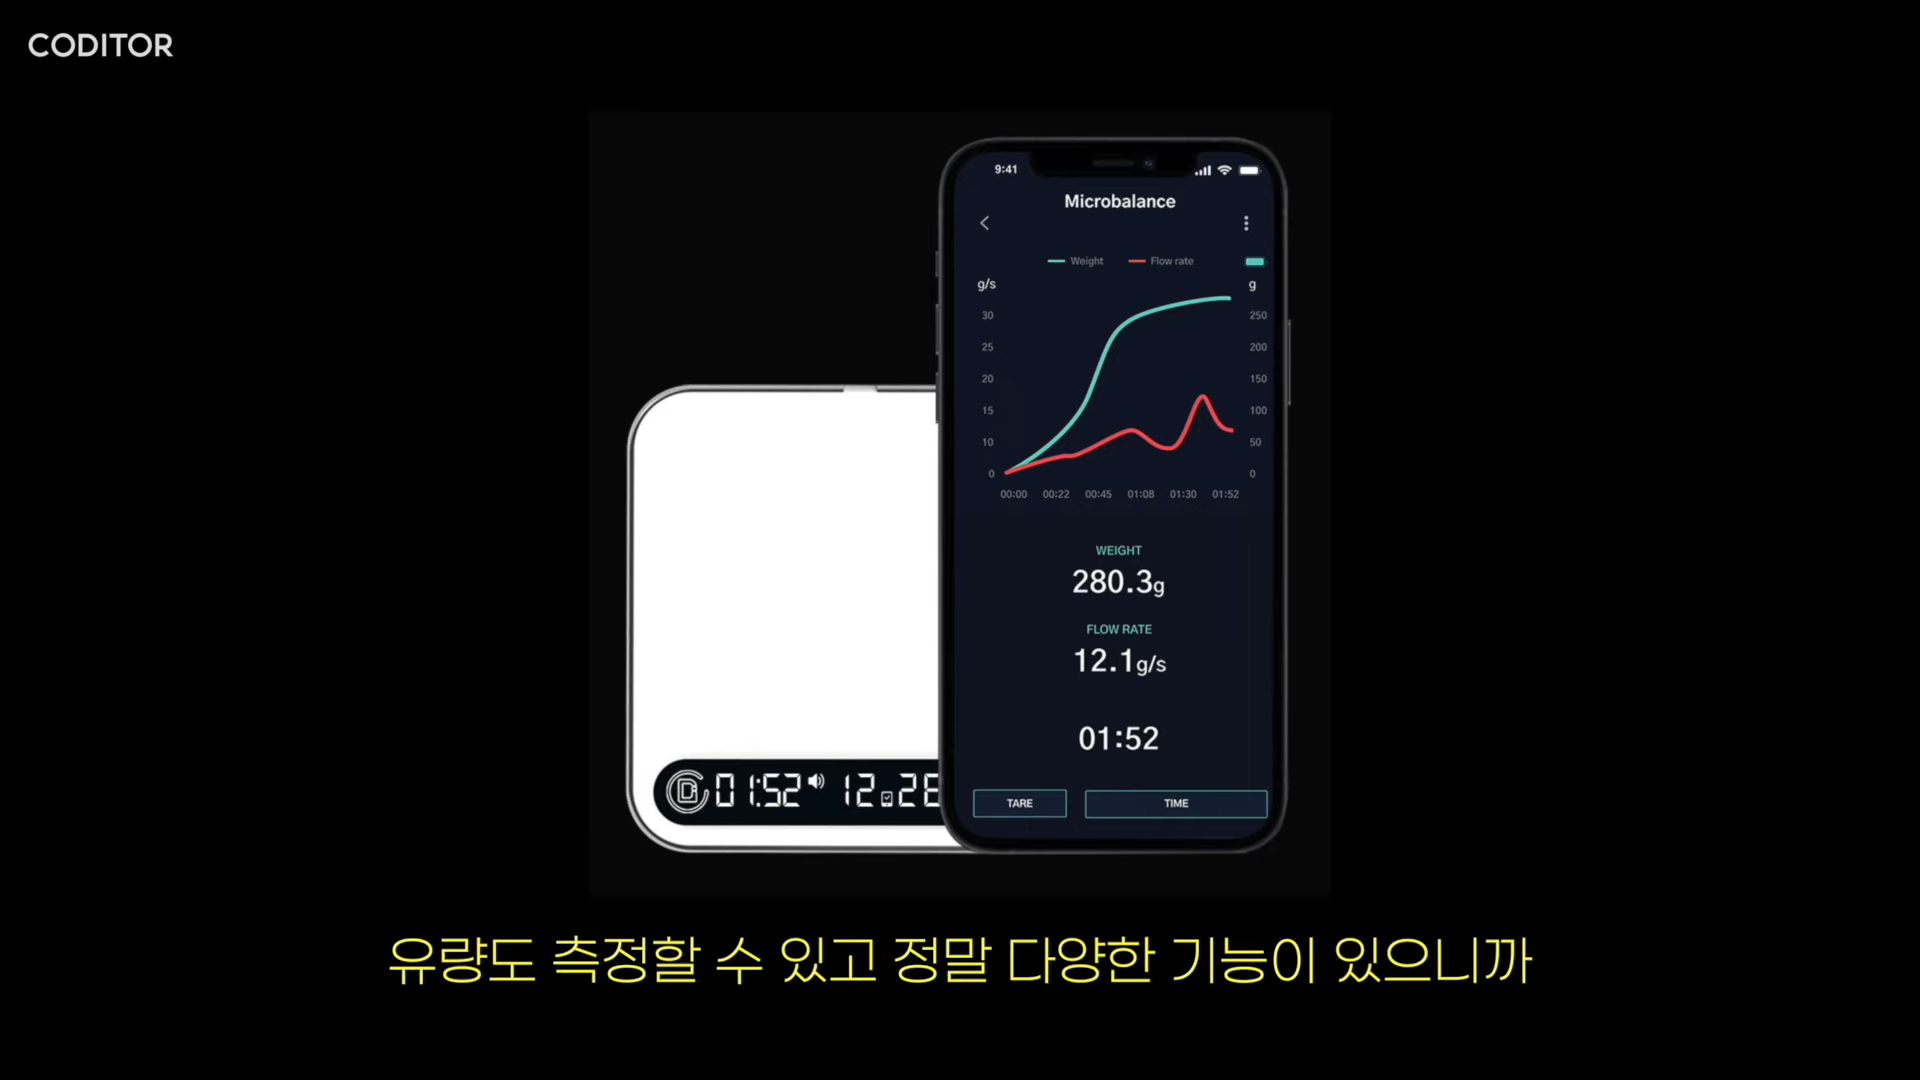 CODITOR
9:41
Microbalance
Weight
Flow rate
g/s
g
30
250
25
200
20
150
15
100
10
50
0
0
00:00 00:22 00:45 01:08 01:30 01:52
WEIGHT
280.3g
FLOW RATE
12.1g/s
01:52
01:52 12.28
TARE
TIME
유량도 측정할 수 있고 정말 다양한 기능이 있으니까